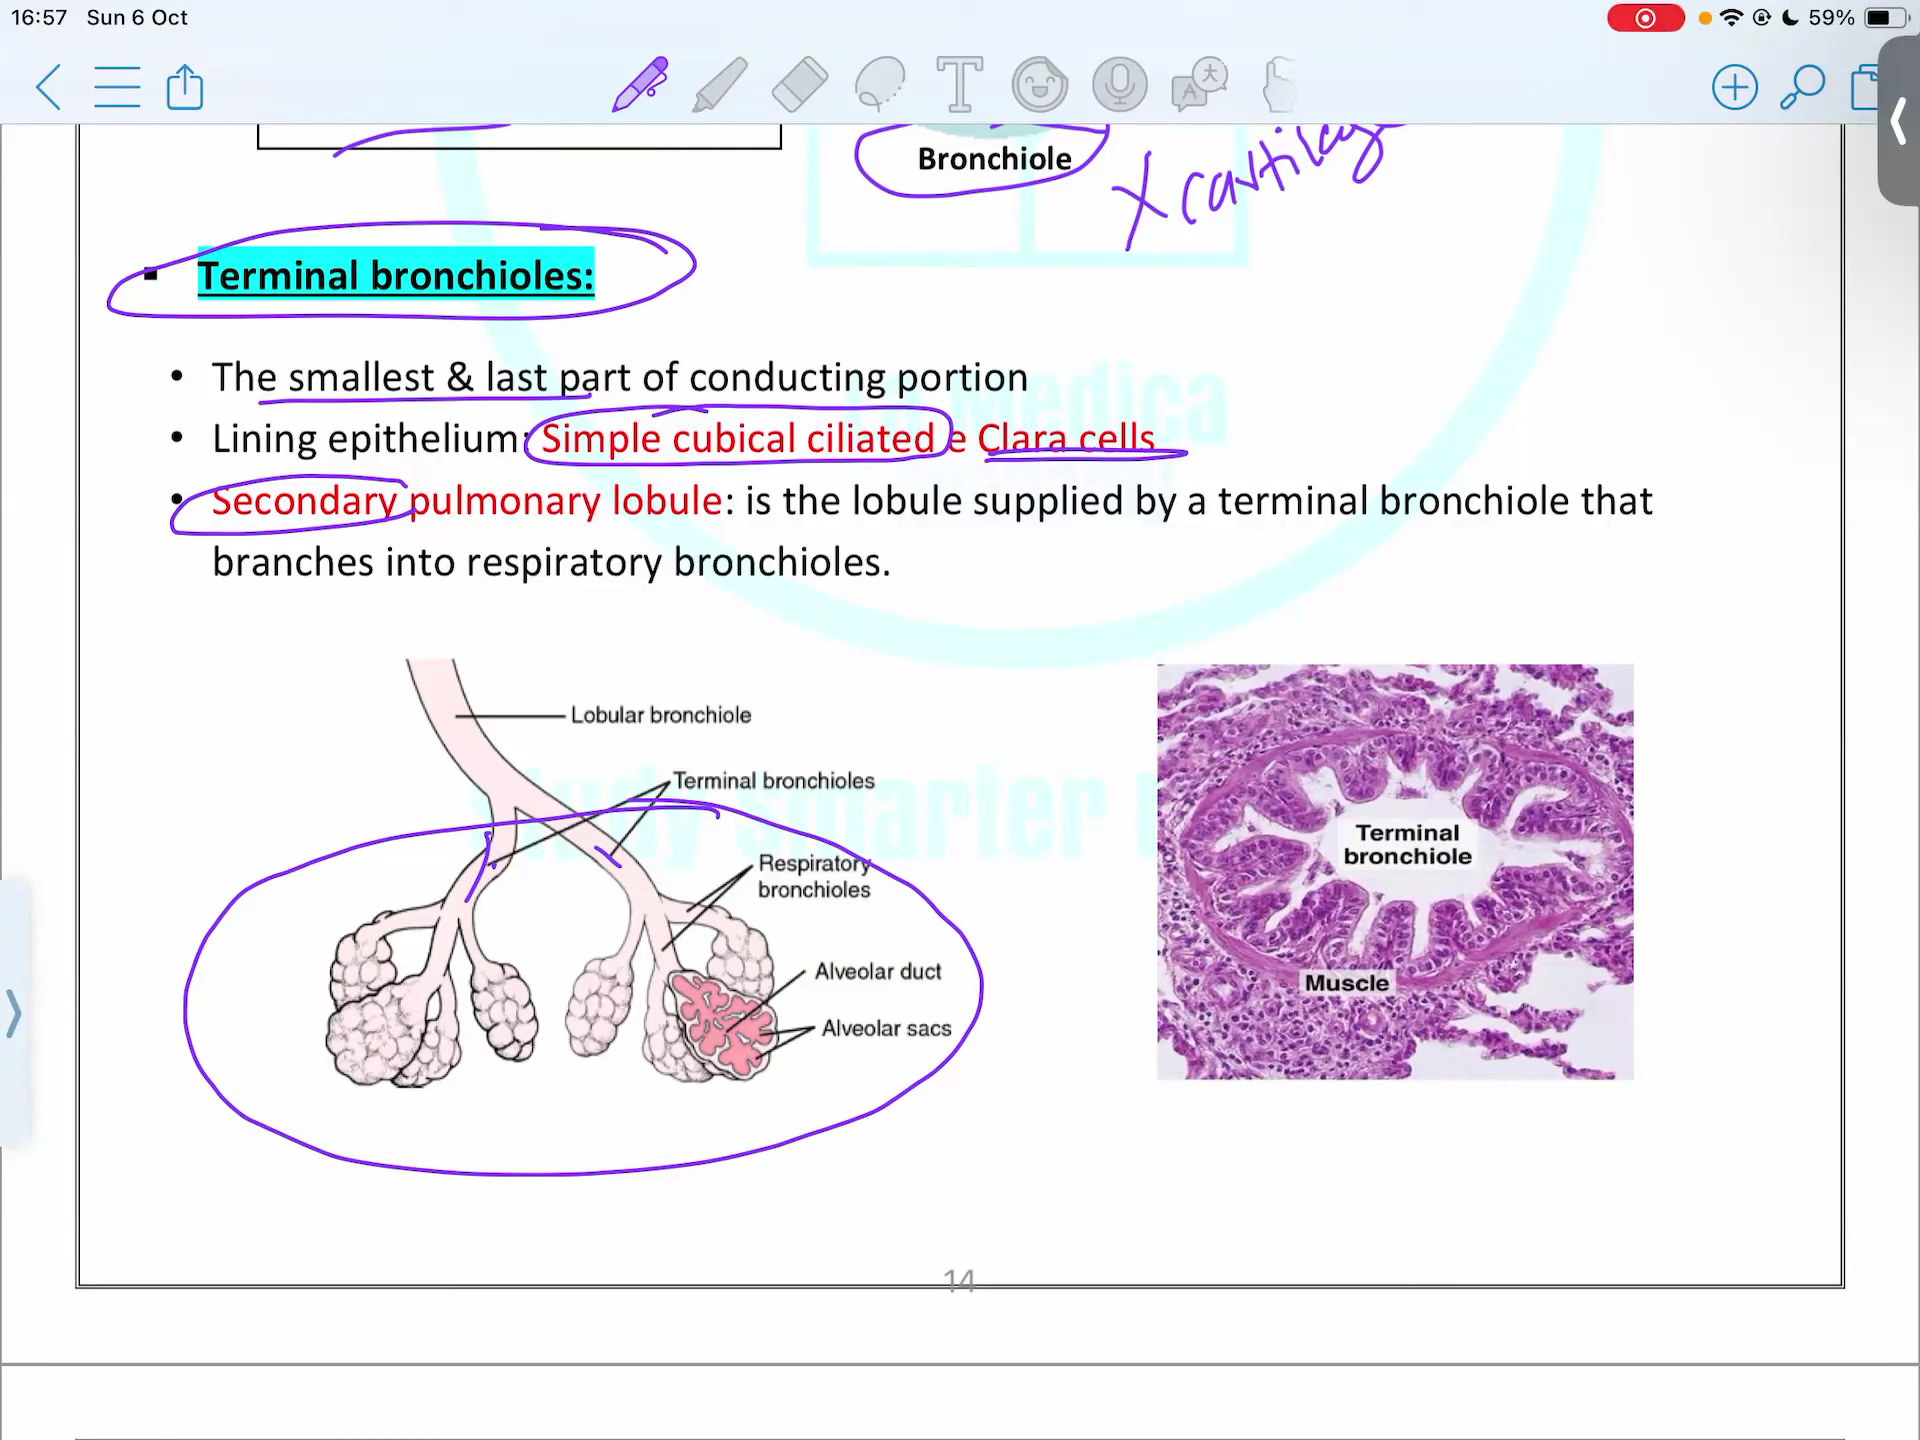 16:57 Sun 6 Oct 59%
Bronchiole
X cartilage
Terminal bronchioles:
• The smallest & last part of conducting portion
• Lining epithelium: Simple cubical ciliated e Clara cells
• Secondary pulmonary lobule: is the lobule supplied by a terminal bronchiole that
branches into respiratory bronchioles.
Lobular bronchiole
Terminal bronchioles
Respiratory
bronchioles
Alveolar duct
Alveolar sacs
Terminal
bronchiole
Muscle
14